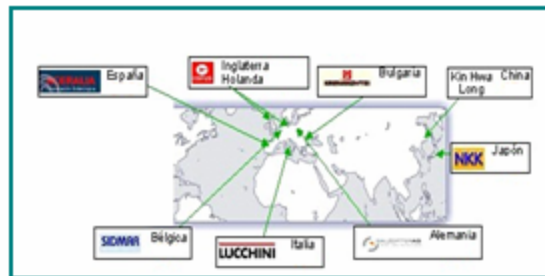 España
Inglaterra
Holanda
Bulgaria
Kin Hwa China
Long
NKK Japón
SIDMAR Bélgica
LUCCHINI Italia
Alemania